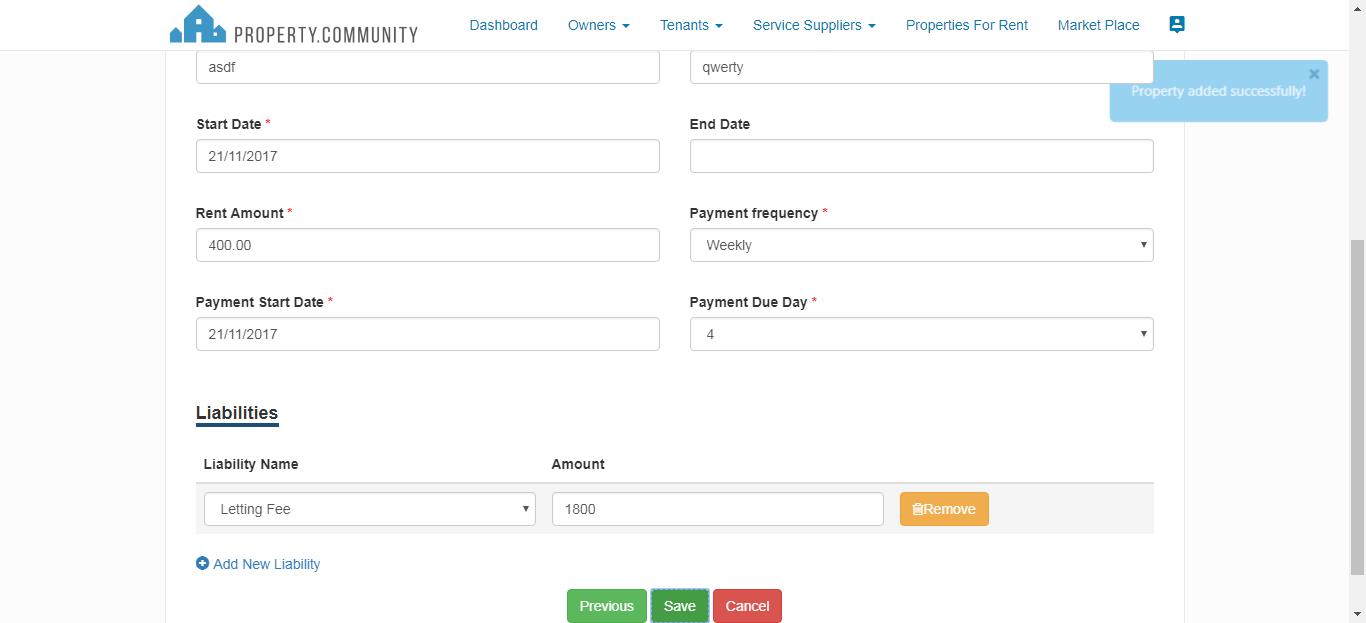 PROPERTY.COMMUNITY Dashboard Owners Tenants Service Suppliers Properties For Rent Market Place
asdf qwerty
Property added successfully!
Start Date * End Date
21/11/2017
Rent Amount * Payment frequency *
400.00 Weekly
Payment Start Date * Payment Due Day *
21/11/2017 4
Liabilities
Liability Name Amount
Letting Fee 1800 Remove
Add New Liability
Previous Save Cancel